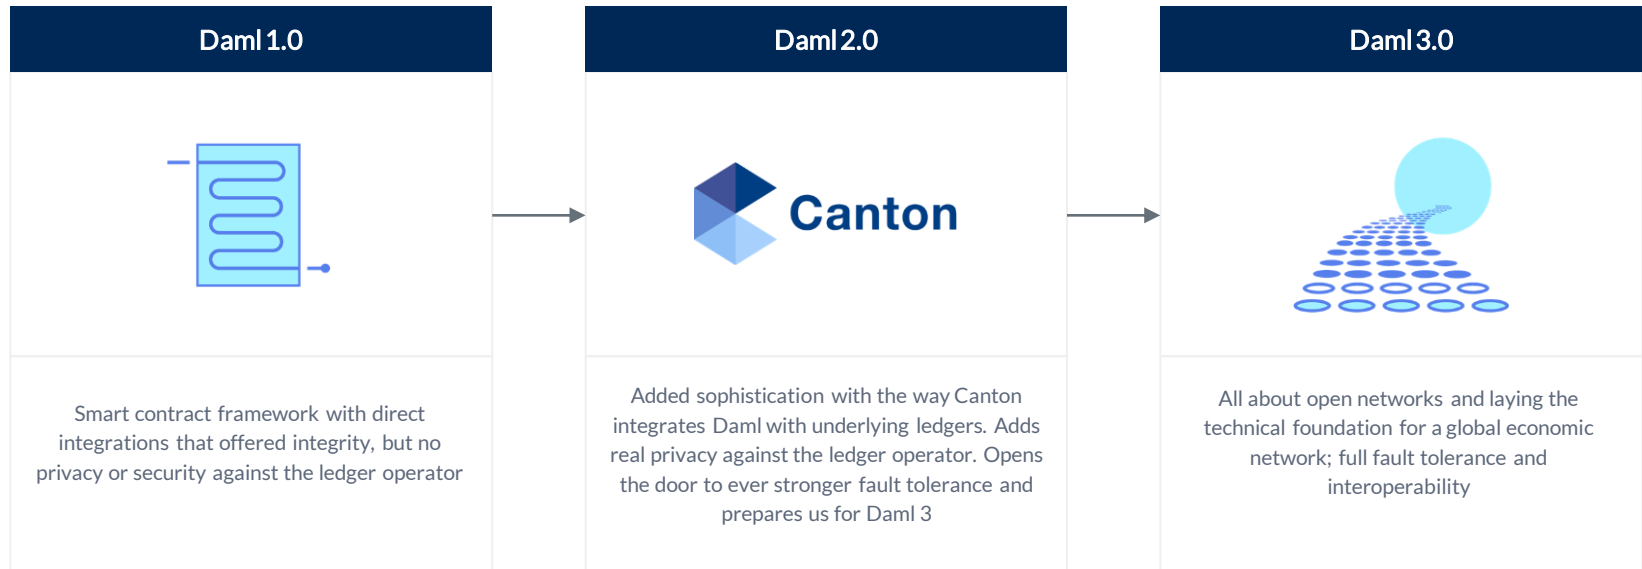 Daml 1.0
Smart contract framework with direct
integrations that offered integrity, but no
privacy or security against the ledger operator
Daml 2.0
Canton
Added sophistication with the way Canton
integrates Daml with underlying ledgers. Adds
real privacy against the ledger operator. Opens
the door to ever stronger fault tolerance and
prepares us for Daml 3
Daml 3.0
All about open networks and laying the
technical foundation for a global economic
network; full fault tolerance and
interoperability